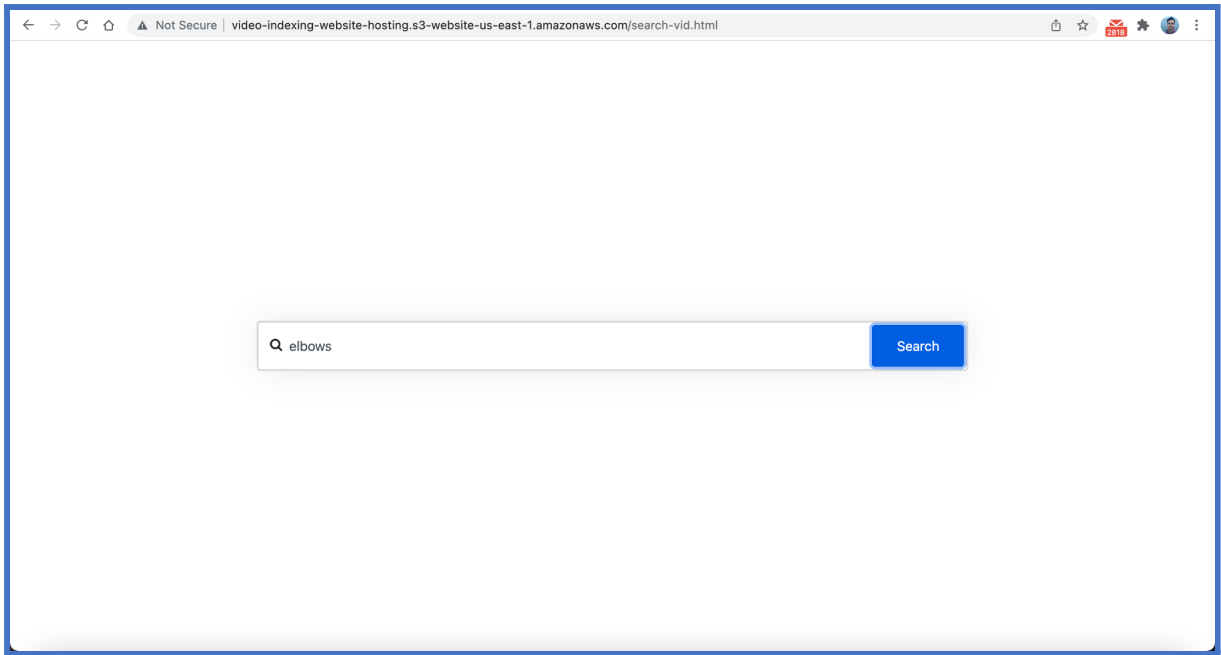 Not Secure video-indexing-website-hosting.s3-website-us-east-1.amazonaws.com/search-vid.html
2818
elbows
Search